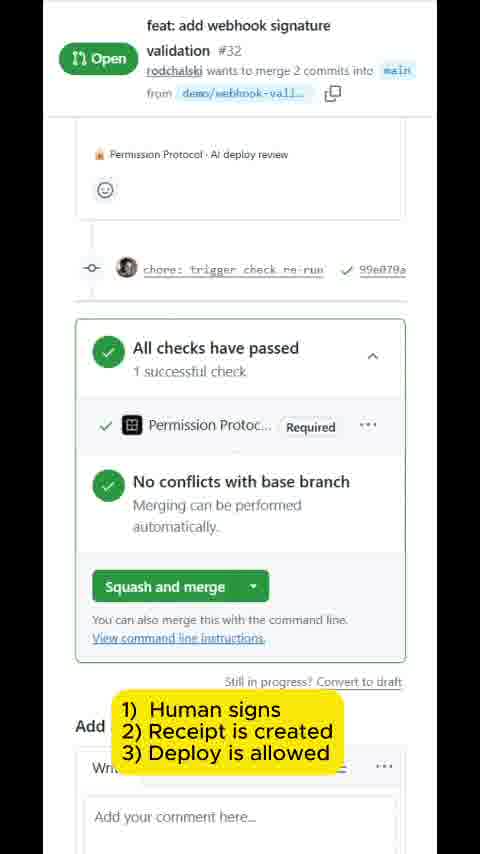 feat: add webhook signature
validation #32
Open
rodchalski wants to merge 2 commits into main
from demo/webhook-vali...
Permission Protocol · AI deploy review
chore: trigger check re-run 99e070a
All checks have passed
1 successful check
Permission Protoc... Required
No conflicts with base branch
Merging can be performed
automatically.
Squash and merge
You can also merge this with the command line.
View command line instructions.
Still in progress? Convert to draft
1) Human signs
2) Receipt is created
3) Deploy is allowed
Add
Wri
Add your comment here...